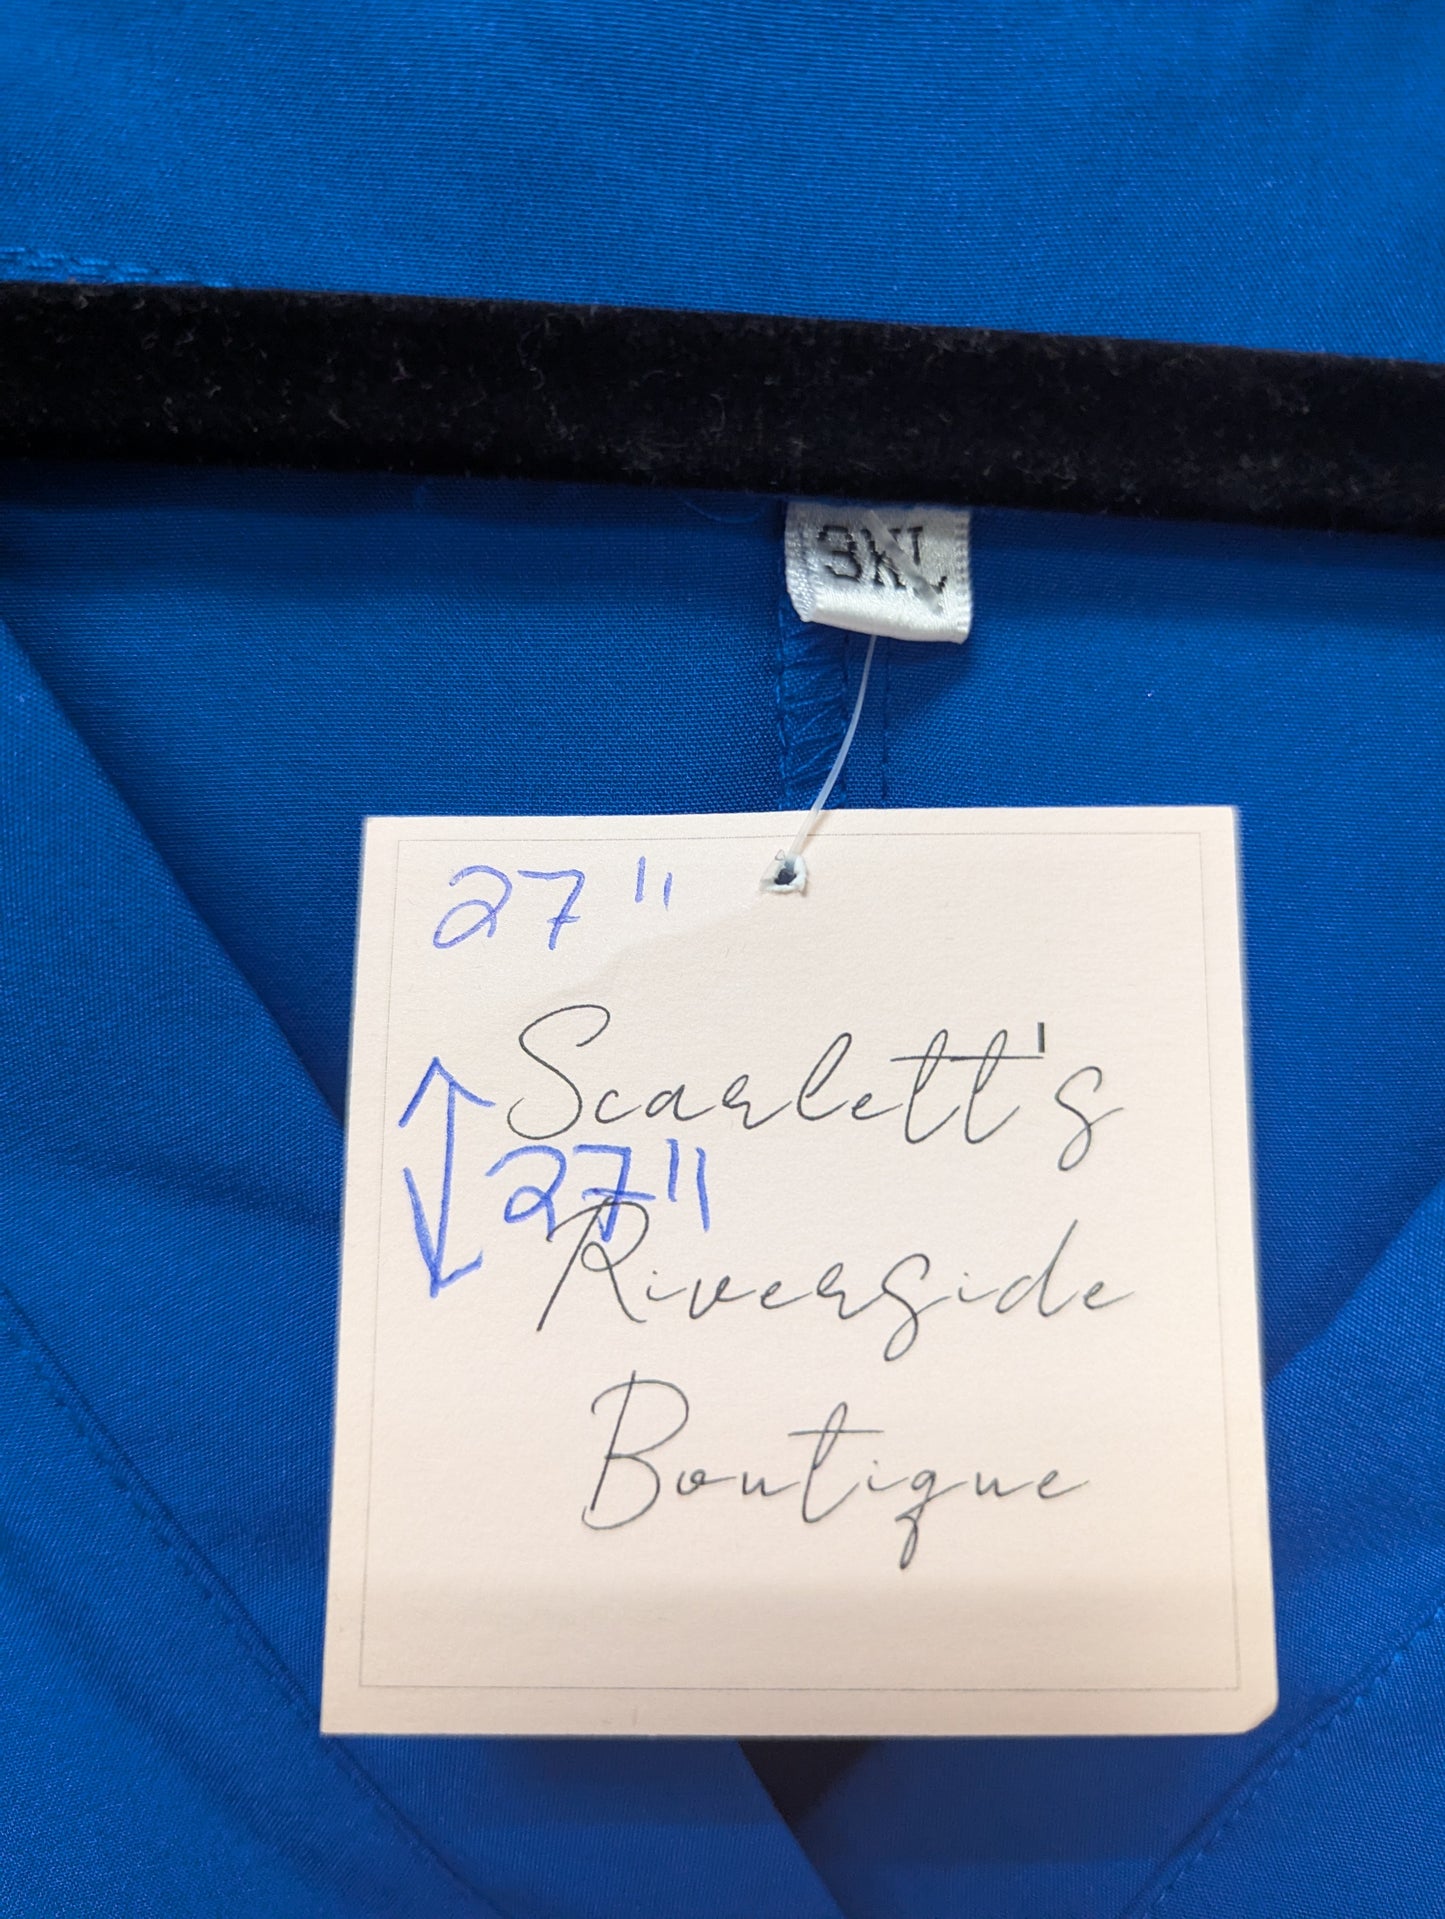 3XL
27"
Scarlett's
27"
Riverside
Boutique